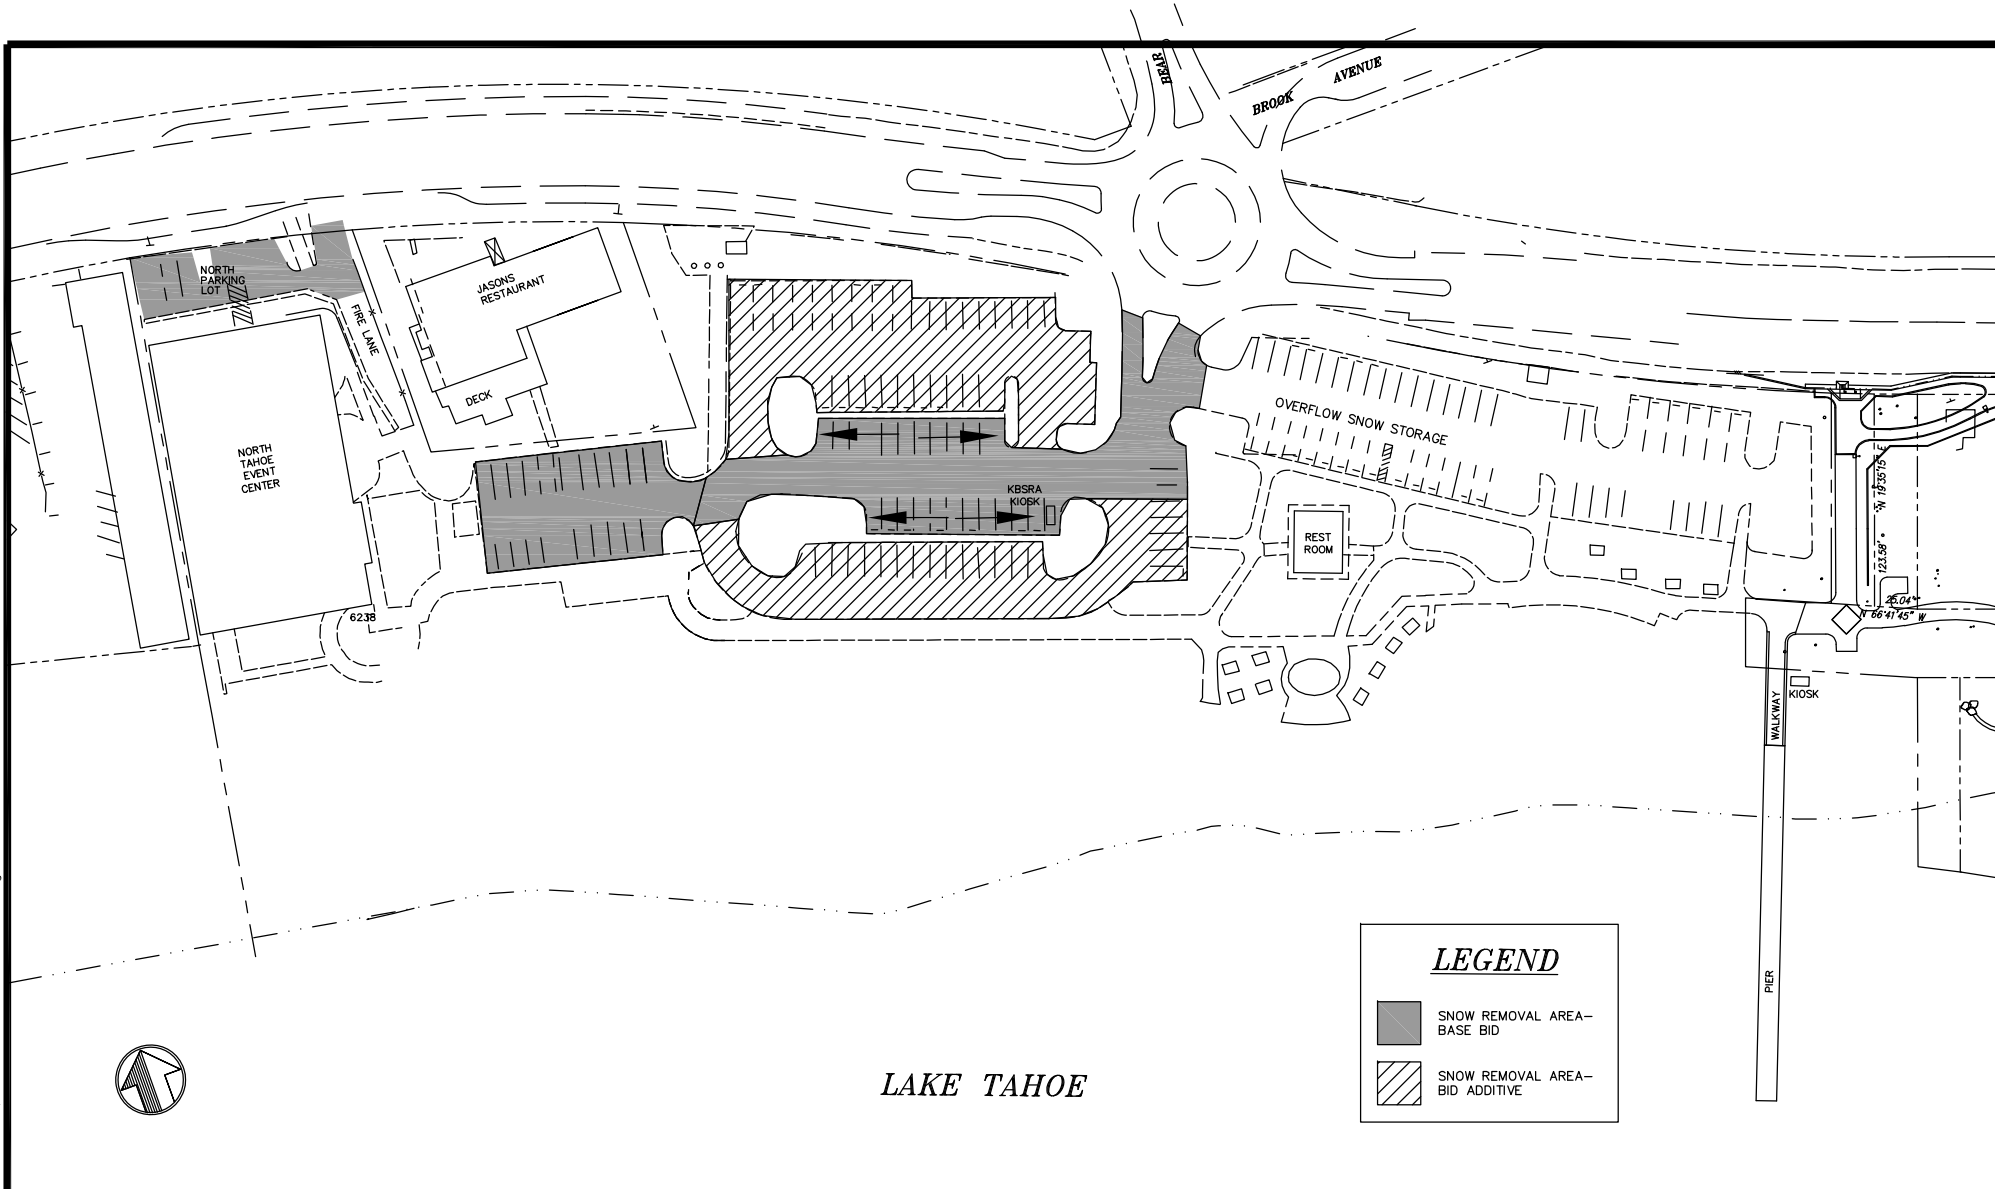 BEAR
BROOK AVENUE
NORTH
PARKING
LOT
FIRE LANE
JASONS
RESTAURANT
DECK
NORTH
TAHOE
EVENT
CENTER
6238
KBSRA
KIOSK
OVERFLOW SNOW STORAGE
REST
ROOM
N 19°35'15" E
123.58'
25.04'
N 66°41'45" W
KIOSK
WALKWAY
PIER
LAKE TAHOE
LEGEND
SNOW REMOVAL AREA-
BASE BID
SNOW REMOVAL AREA-
BID ADDITIVE